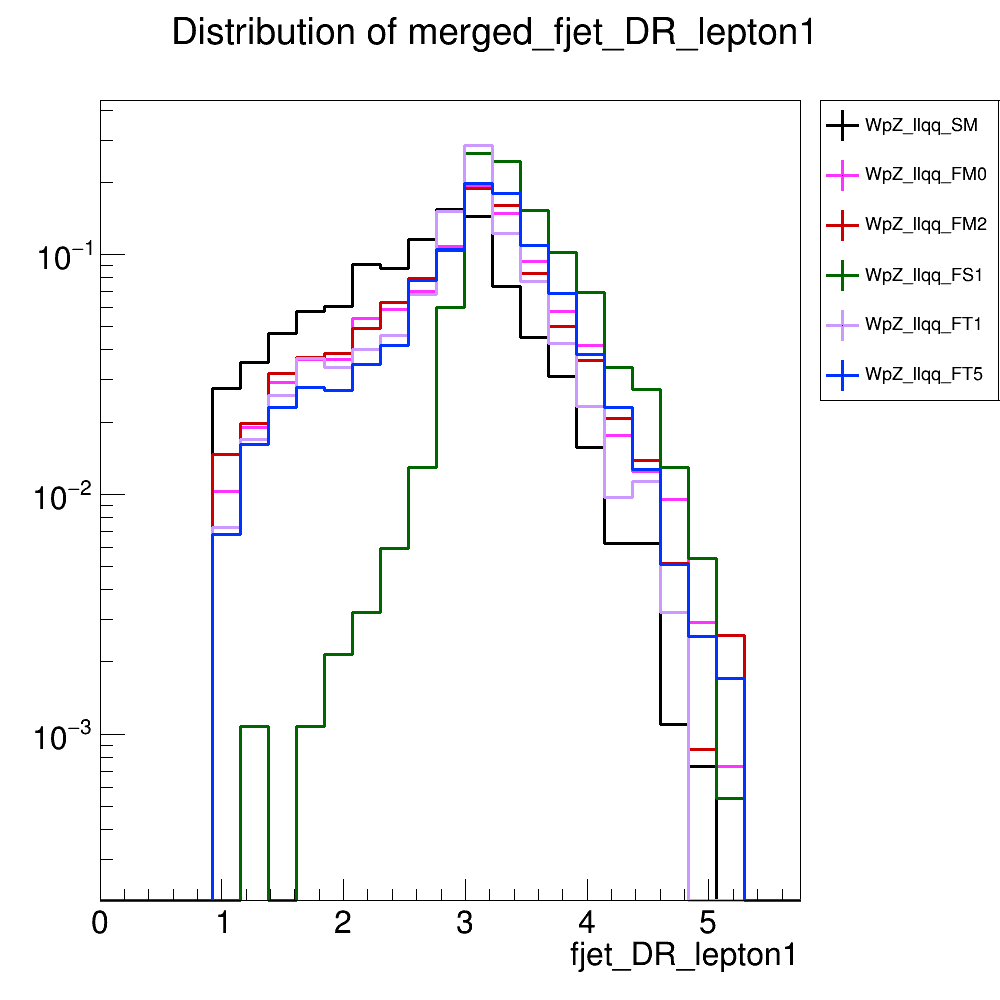 Distribution of merged_fjet_DR_lepton1
WpZ_llqq_SM
WpZ_llqq_FM0
WpZ_llqq_FM2
WpZ_llqq_FS1
WpZ_llqq_FT1
WpZ_llqq_FT5
10−1
10−2
10−3
0 1 2 3 4 5
fjet_DR_lepton1